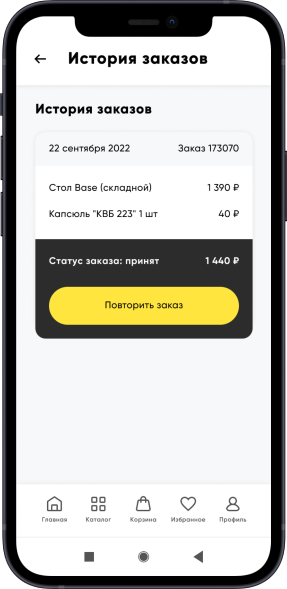 История заказов
История заказов
22 сентября 2022 Заказ 173070
Стол Base (складной) 1 390 ₽
Капсюль "КВБ 223" 1 шт 40 ₽
Статус заказа: принят 1 440 ₽
Повторить заказ
Главная Каталог Корзина Избранное Профиль